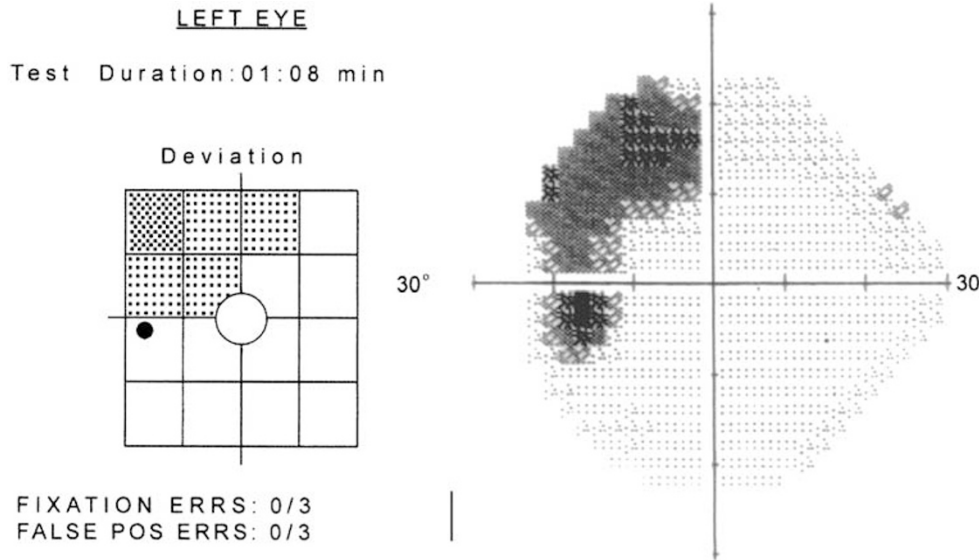 LEFT EYE
Test Duration:01:08 min
Deviation
30°
30
FIXATION ERRS: 0/3
FALSE POS ERRS: 0/3